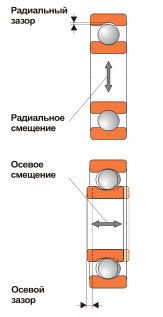 Радиальный
зазор
Радиальное
смещение
Осевое
смещение
Осевой
зазор